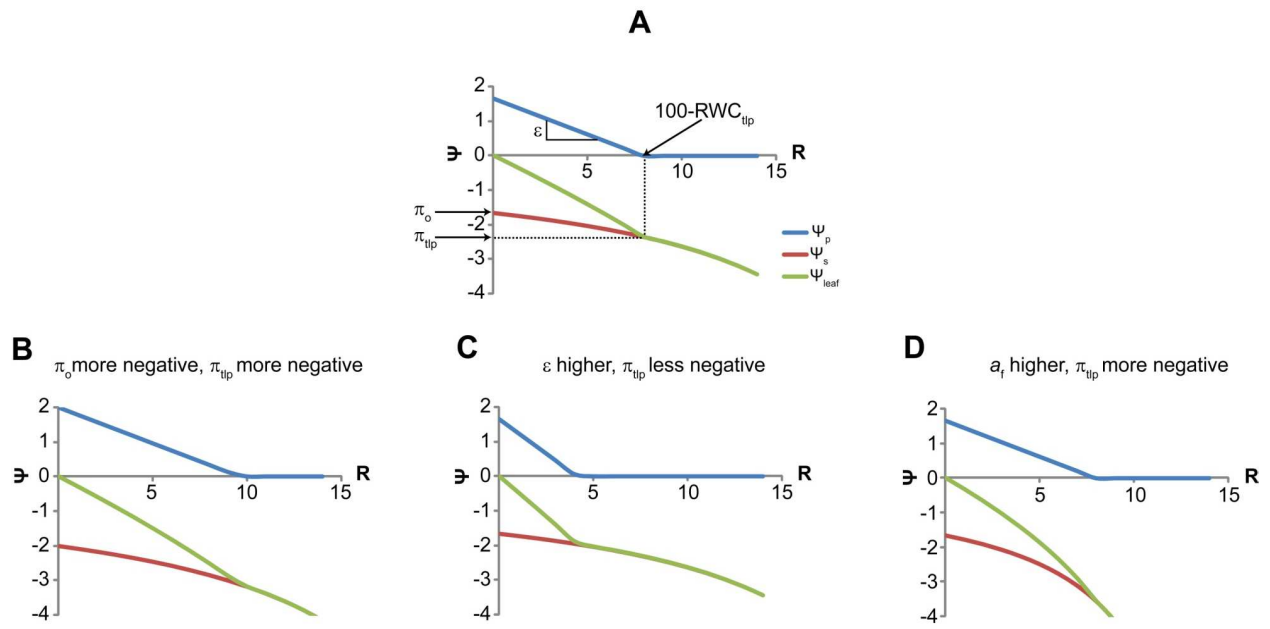 A
2
1
0
-1
-2
-3
-4
Ψ
5
10
15
R
ε
100-RWC_tlp
π_o
π_tlp
Ψ_p
Ψ_s
Ψ_leaf
B
π_o more negative, π_tlp more negative
2
1
0
-1
-2
-3
-4
Ψ
5
10
15
R
C
ε higher, π_tlp less negative
2
1
0
-1
-2
-3
-4
Ψ
5
10
15
R
D
a_f higher, π_tlp more negative
2
1
0
-1
-2
-3
-4
Ψ
5
10
15
R